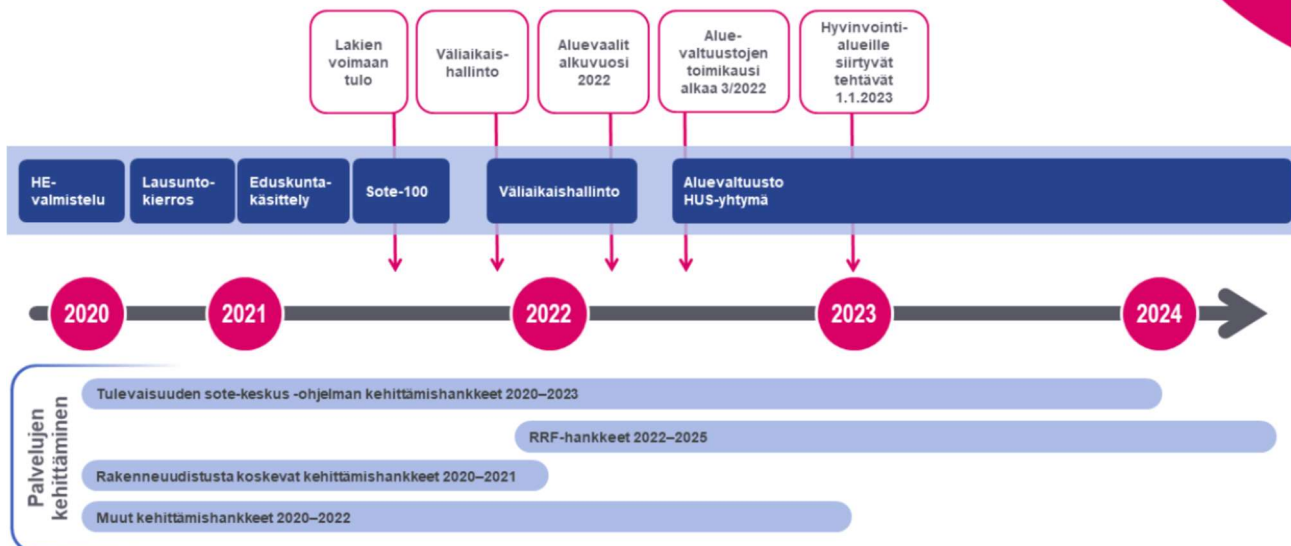 Lakien
voimaan
tulo
Väliaikais-
hallinto
Aluevaalit
alkuvuosi
2022
Alue-
valtuustojen
toimikausi
alkaa 3/2022
Hyvinvointi-
alueille
siirtyvät
tehtävät
1.1.2023
HE-
valmistelu
Lausunto-
kierros
Eduskunta-
käsittely
Sote-100
Väliaikaishallinto
Aluevaltuusto
HUS-yhtymä
2020
2021
2022
2023
2024
Palvelujen
kehittäminen
Tulevaisuuden sote-keskus -ohjelman kehittämishankkeet 2020–2023
RRF-hankkeet 2022–2025
Rakenneuudistusta koskevat kehittämishankkeet 2020–2021
Muut kehittämishankkeet 2020–2022